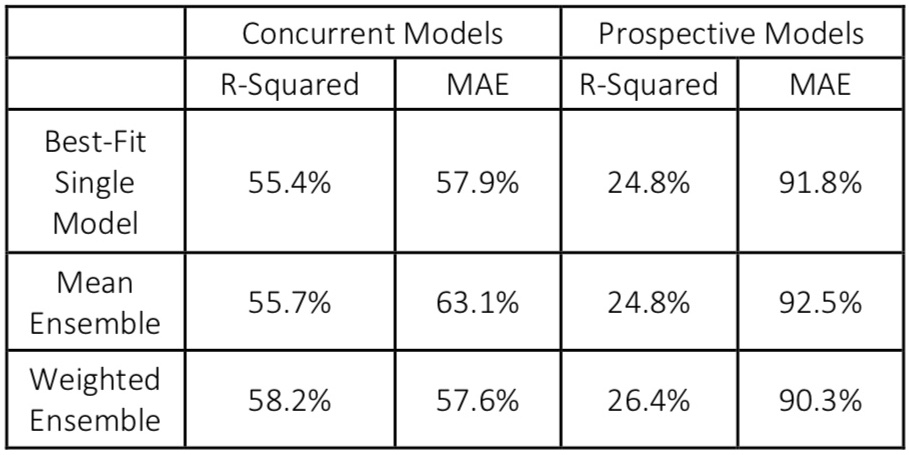 Concurrent Models Prospective Models
R-Squared MAE R-Squared MAE
Best-Fit
Single
Model
55.4% 57.9% 24.8% 91.8%
Mean
Ensemble
55.7% 63.1% 24.8% 92.5%
Weighted
Ensemble
58.2% 57.6% 26.4% 90.3%